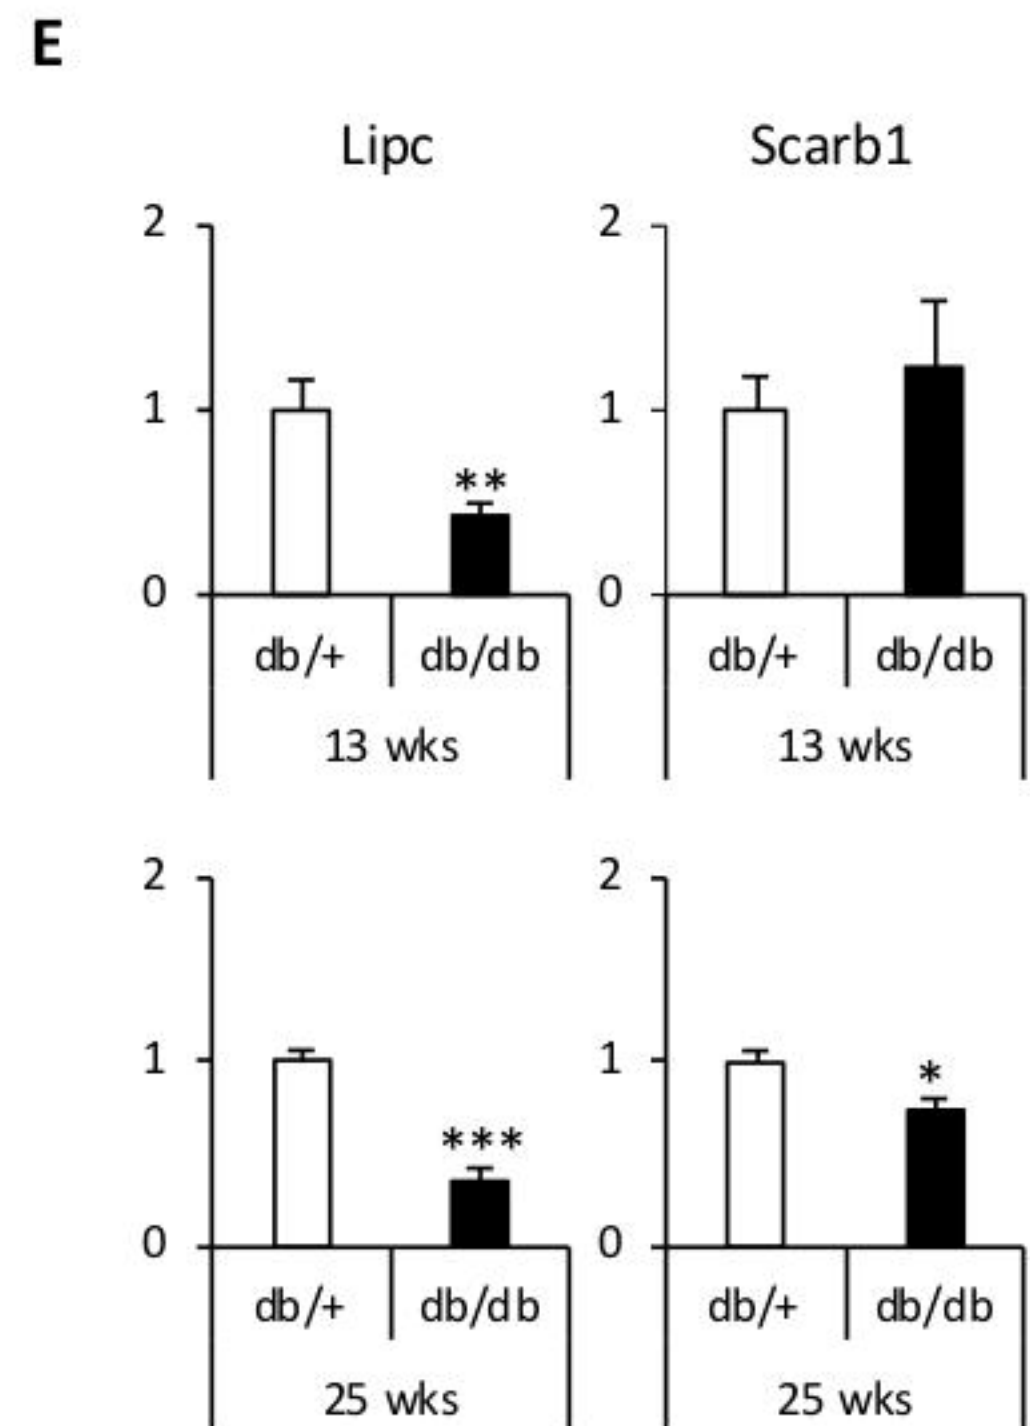 E
Lipc Scarb1
2 2
1 1
** 
0 0
db/+ db/db db/+ db/db
13 wks 13 wks
2 2
1 1
*
***
0 0
db/+ db/db db/+ db/db
25 wks 25 wks